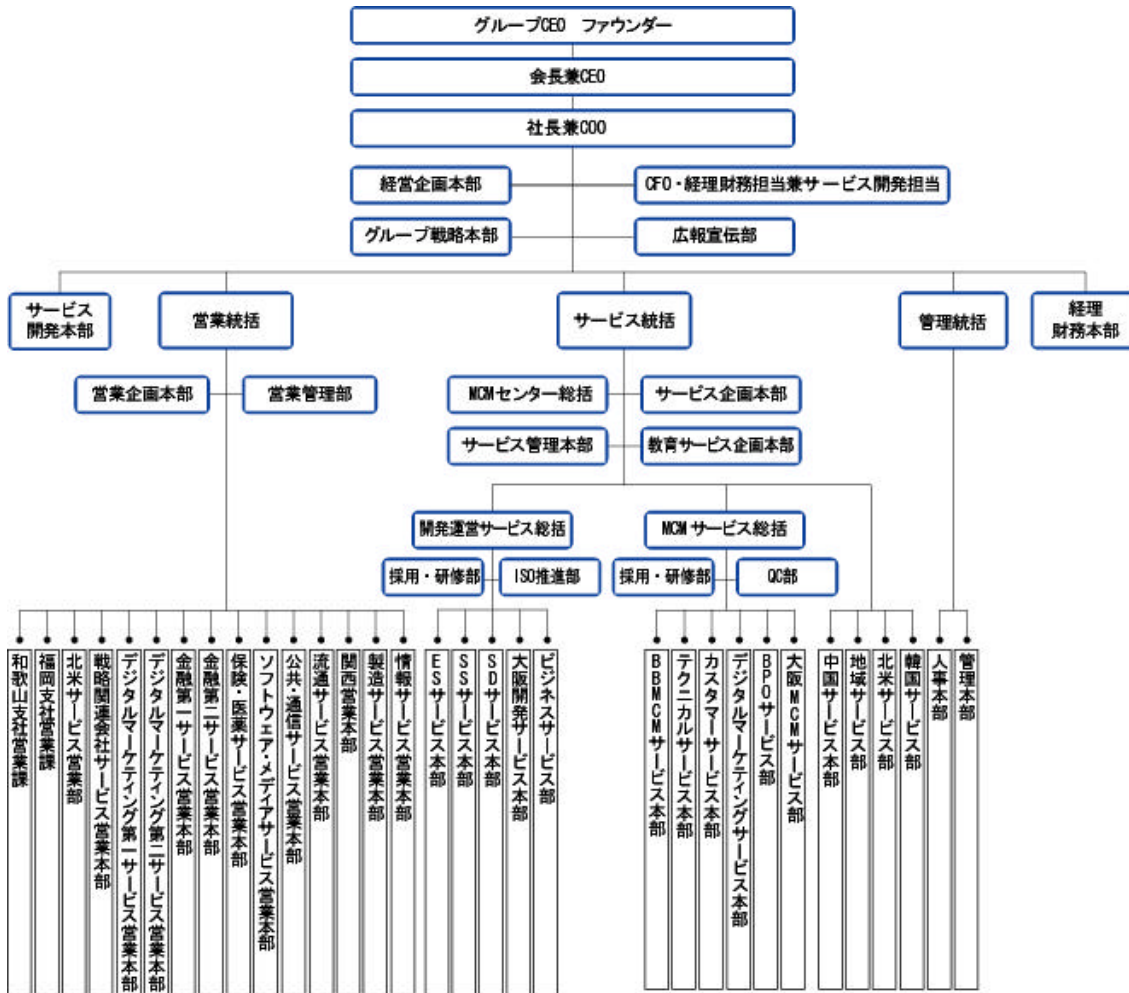 グループCEO　ファウンダー
会長兼CEO
社長兼COO
経営企画本部
CFO・経理財務担当兼サービス開発担当
グループ戦略本部
広報宣伝部
サービス
開発本部
営業統括
サービス統括
管理統括
経理
財務本部
営業企画本部
営業管理部
MCMセンター総括
サービス企画本部
サービス管理本部
教育サービス企画本部
開発運営サービス総括
MCMサービス総括
採用・研修部
ISO推進部
採用・研修部
QC部
和歌山支社営業課
福岡支社営業課
北米サービス営業部
戦略関連会社サービス営業本部
デジタルマーケティング第一サービス営業本部
デジタルマーケティング第二サービス営業本部
金融第一サービス営業本部
金融第二サービス営業本部
保険・医薬サービス営業本部
ソフトウェア・メディアサービス営業本部
公共・通信サービス営業本部
流通サービス営業本部
関西営業本部
製造サービス営業本部
情報サービス営業本部
ESサービス本部
SSサービス本部
SDサービス本部
大阪開発サービス本部
ビジネスサービス部
BBMCMサービス本部
テクニカルサービス本部
カスタマーサービス本部
デジタルマーケティングサービス本部
BPOサービス部
大阪MCMサービス部
中国サービス本部
地域サービス部
北米サービス部
韓国サービス部
人事本部
管理本部